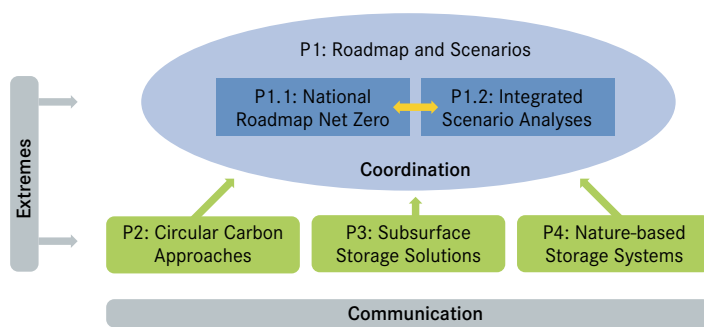 P1: Roadmap and Scenarios
P1.1: National
Roadmap Net Zero
P1.2: Integrated
Scenario Analyses
Coordination
Extremes
P2: Circular Carbon
Approaches
P3: Subsurface
Storage Solutions
P4: Nature-based
Storage Systems
Communication